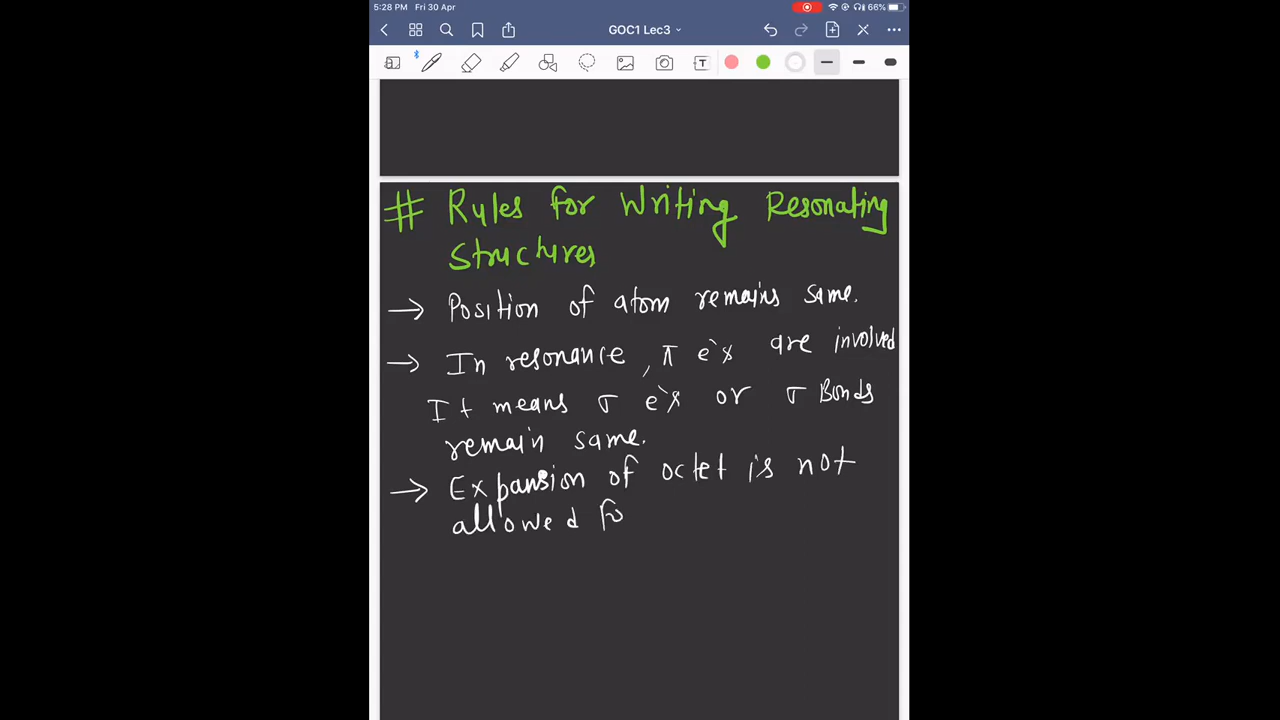 5:28 PM Fri 30 Apr
66%
GOC1 Lec3
T
# Rules for Writing Resonating
Structures
→ Position of atom remains same.
→ In resonance, π e⁻s are involved
It means σ e⁻s or σ Bonds
remain same.
→ Expansion of octet is not
allowed fo